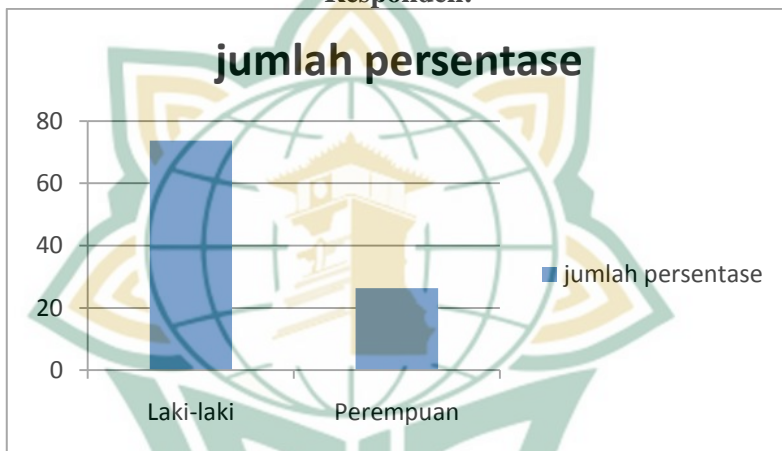 Responden.
jumlah persentase
80
60
40
20
0
jumlah persentase
Laki-laki
Perempuan